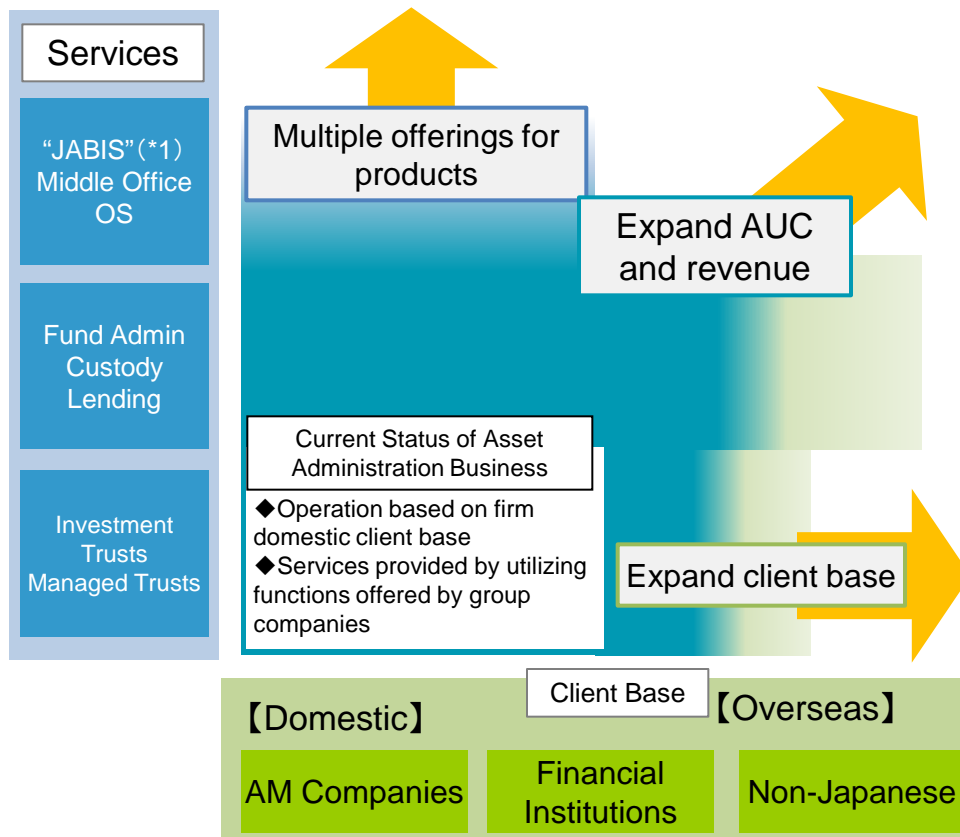 Services
“JABIS”(*1)
Middle Office
OS
Fund Admin
Custody
Lending
Investment
Trusts
Managed Trusts
Multiple offerings for
products
Expand AUC
and revenue
Current Status of Asset
Administration Business
◆Operation based on firm
domestic client base
◆Services provided by utilizing
functions offered by group
companies
Expand client base
Client Base
【Domestic】
【Overseas】
AM Companies
Financial
Institutions
Non-Japanese